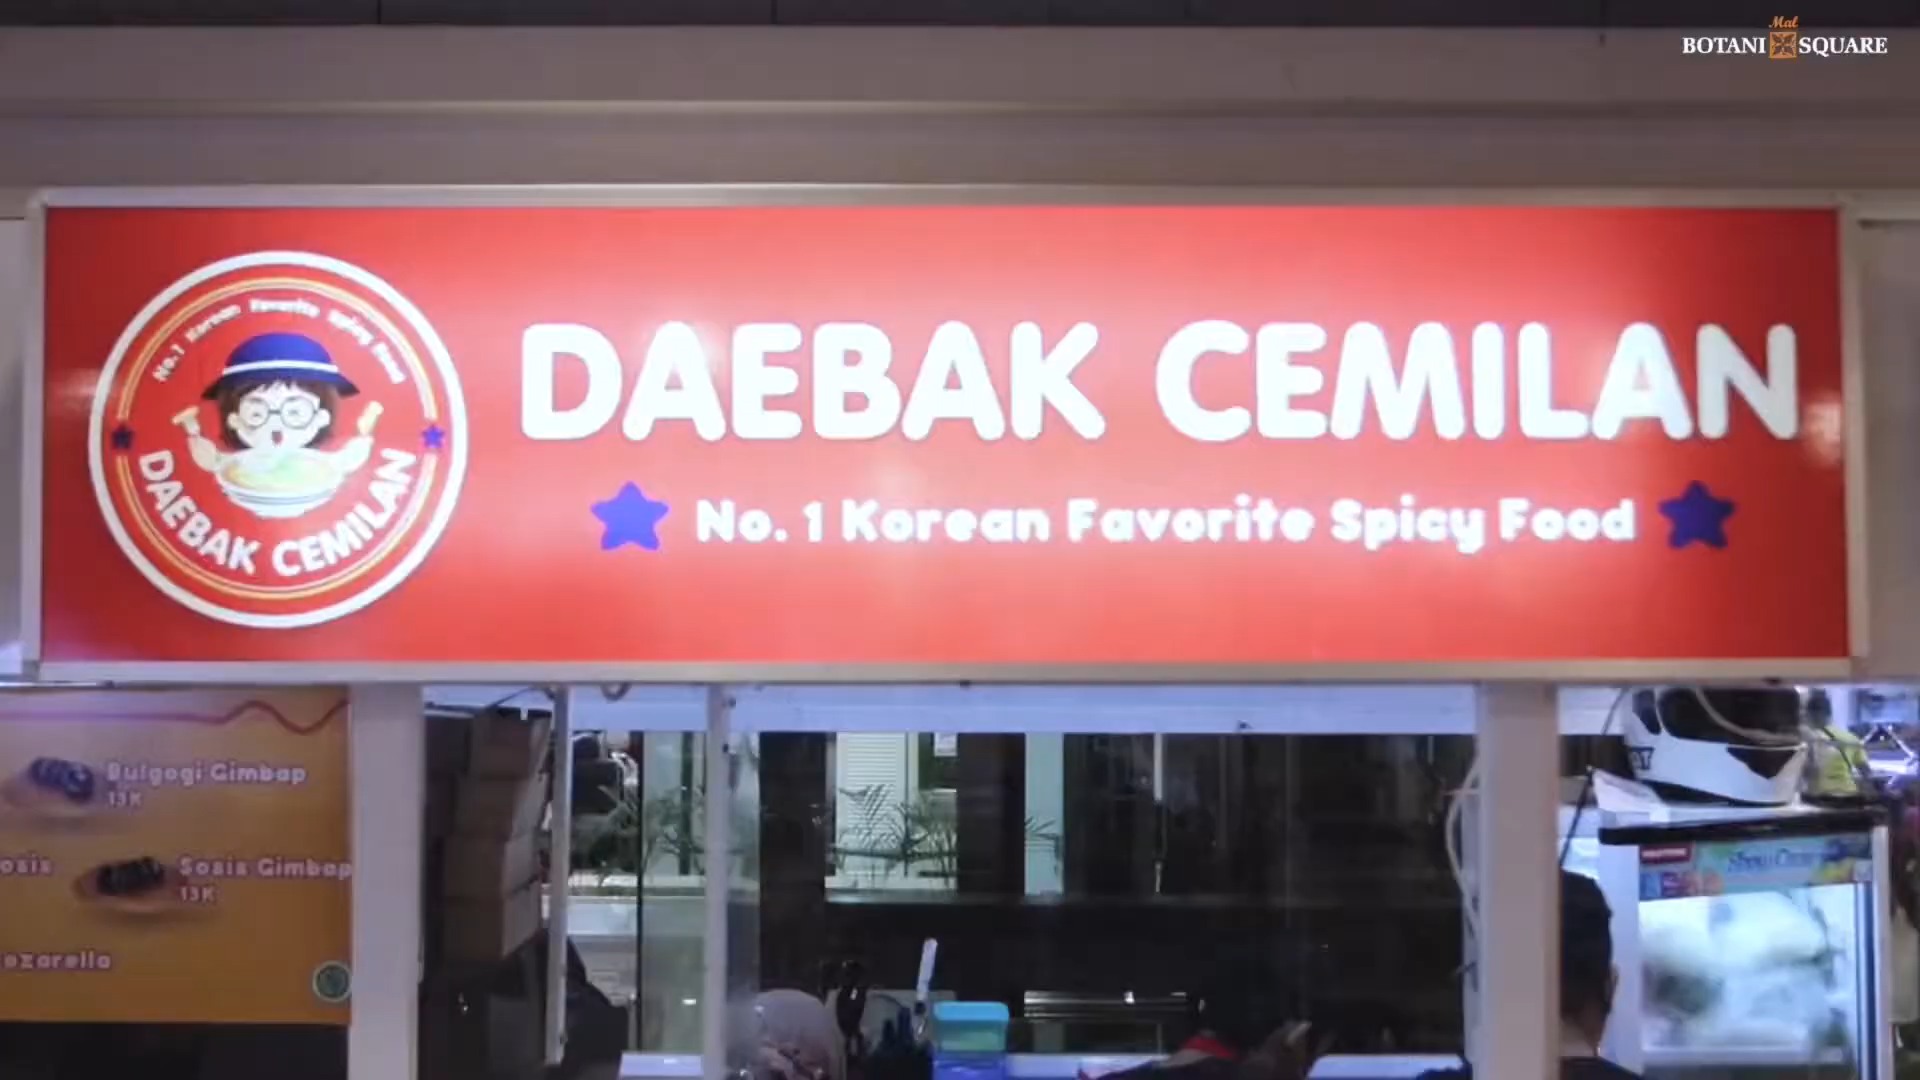 Mal
BOTANI SQUARE
No.1 Korean Favorite Spicy Food
DAEBAK CEMILAN
DAEBAK CEMILAN
No. 1 Korean Favorite Spicy Food
Bulgogi Gimbap
13K
osis
Sosis Gimbap
13K
ozarella